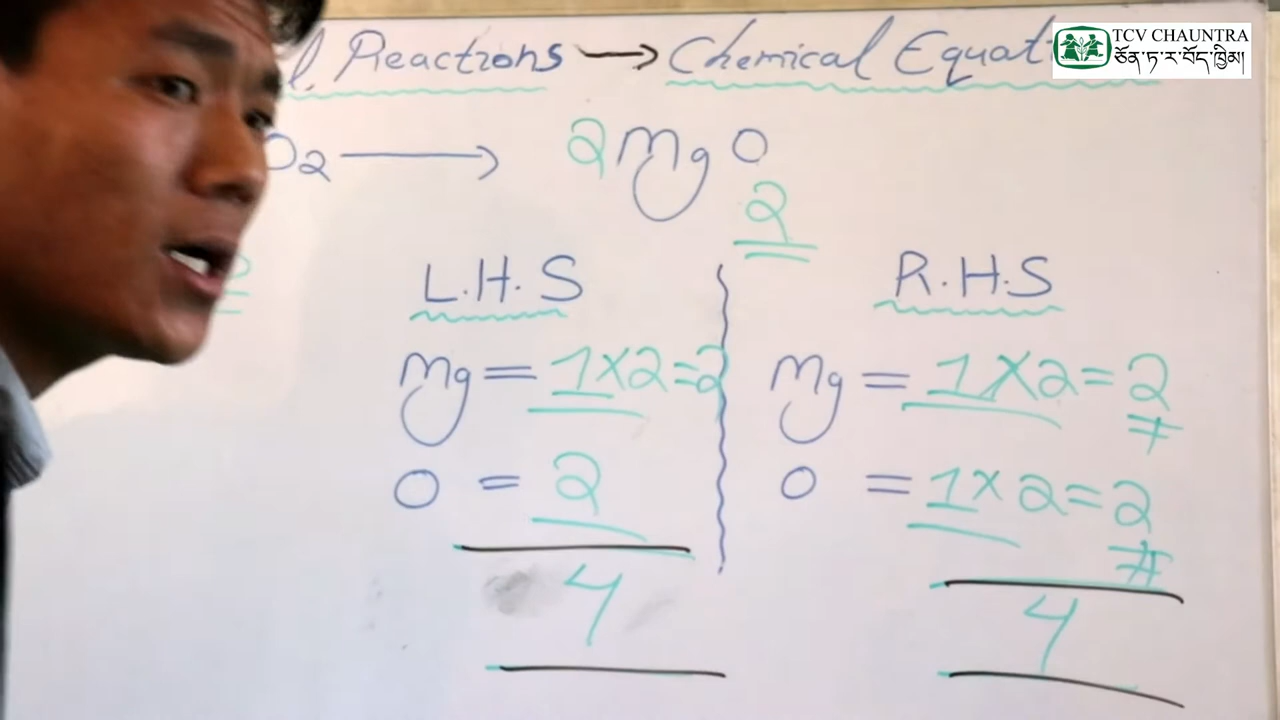 l. Reactions → Chemical Equat
TCV CHAUNTRA
ཅོན་ཏ་ར་བོད་ཁྱིམ།
O2 → 2MgO
2
L.H.S R.H.S
Mg = 1×2=2 Mg = 1×2=2
O = 2 O = 1×2=2
4 4